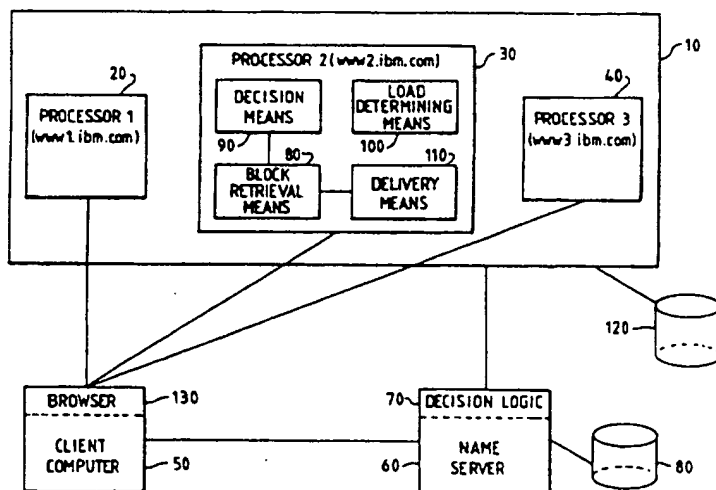 10
20
PROCESSOR 1
(www1.ibm.com)
PROCESSOR 2 (www2.ibm.com)
30
DECISION
MEANS
90
LOAD
DETERMINING
MEANS
100
80
BLOCK
RETRIEVAL
MEANS
110
DELIVERY
MEANS
40
PROCESSOR 3
(www3.ibm.com)
120
BROWSER
130
CLIENT
COMPUTER
50
70
DECISION LOGIC
60
NAME
SERVER
80